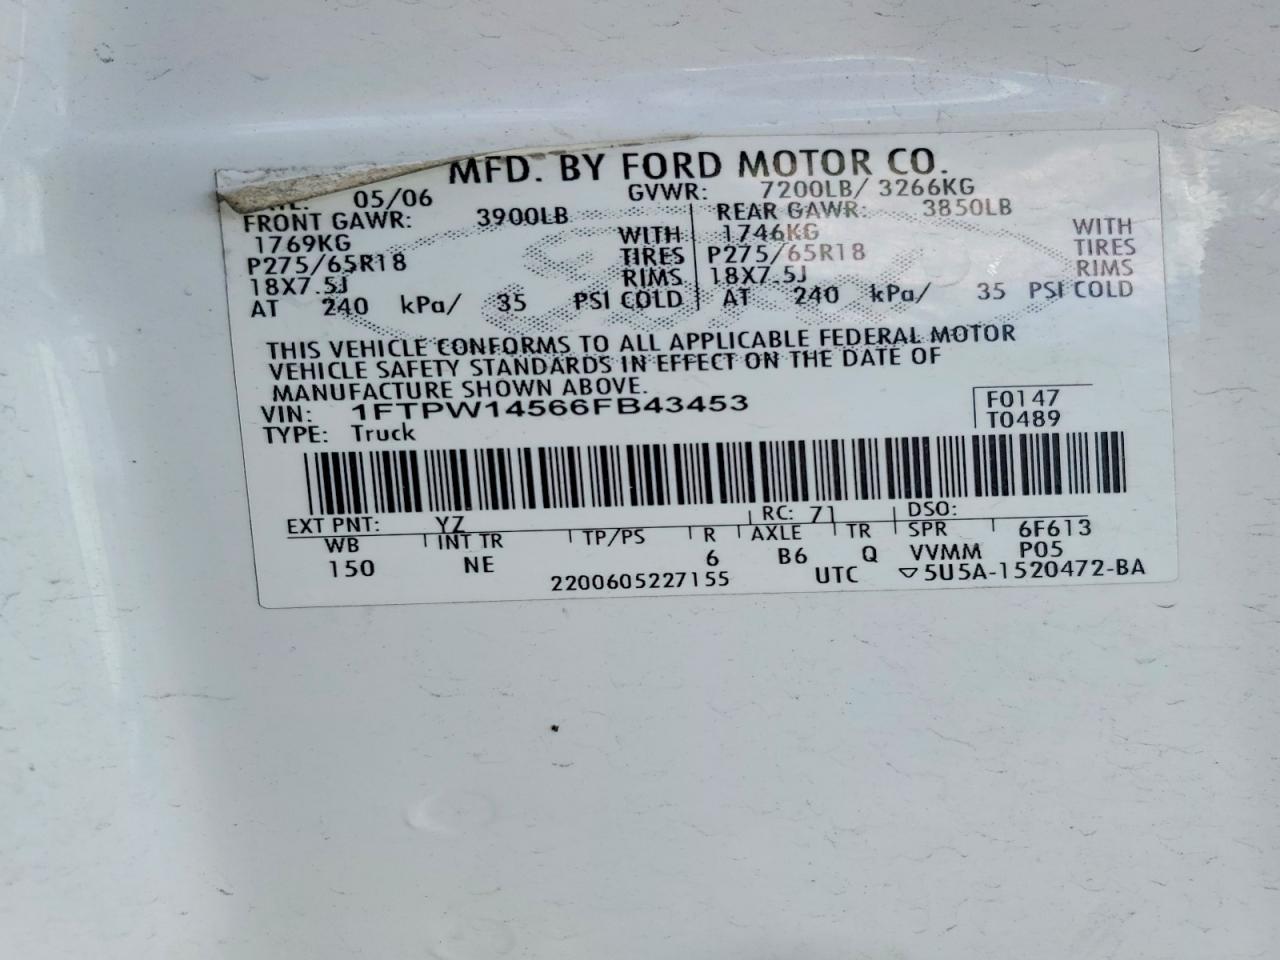 MFD. BY FORD MOTOR CO.
05/06 GVWR: 7200LB/ 3266KG
FRONT GAWR: 3900LB REAR GAWR: 3850LB
1769KG WITH 1746KG WITH
P275/65R18 TIRES P275/65R18 TIRES
18X7.5J RIMS 18X7.5J RIMS
AT 240 kPa/ 35 PSI COLD AT 240 kPa/ 35 PSI COLD
THIS VEHICLE CONFORMS TO ALL APPLICABLE FEDERAL MOTOR
VEHICLE SAFETY STANDARDS IN EFFECT ON THE DATE OF
MANUFACTURE SHOWN ABOVE.
VIN: 1FTPW14566FB43453 F0147
TYPE: Truck T0489
EXT PNT: YZ RC: 71 DSO:
WB INT TR TP/PS R AXLE TR SPR 6F613
150 NE 6 B6 Q VVMM P05
2200605227155 UTC ▽5U5A-1520472-BA